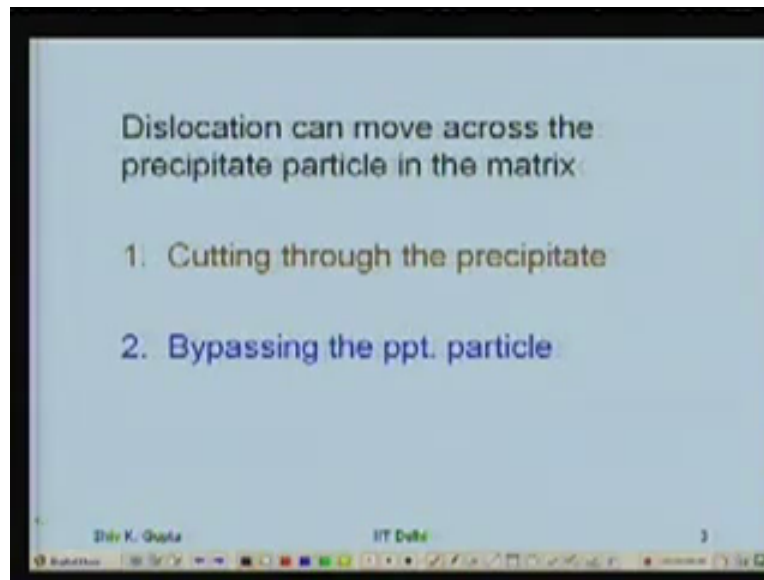 Dislocation can move across the
precipitate particle in the matrix
1. Cutting through the precipitate
2. Bypassing the ppt. particle
Shiv K. Gupta IIT Delhi 3